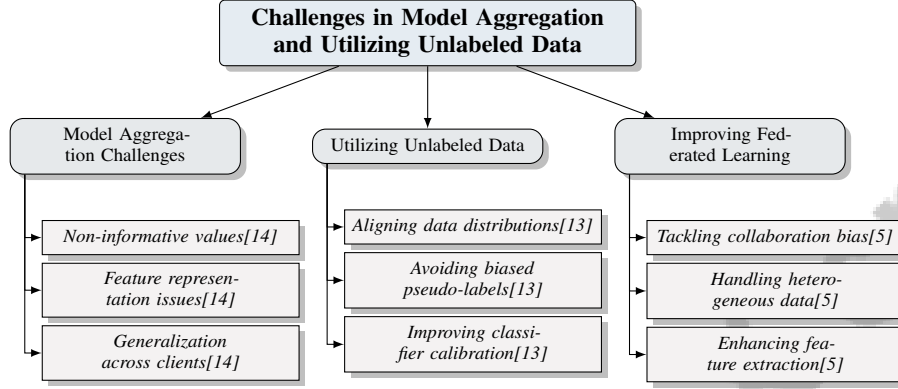 Challenges in Model Aggregation
and Utilizing Unlabeled Data
Model Aggrega-
tion Challenges
Non-informative values[14]
Feature represen-
tation issues[14]
Generalization
across clients[14]
Utilizing Unlabeled Data
Aligning data distributions[13]
Avoiding biased
pseudo-labels[13]
Improving classi-
fier calibration[13]
Improving Fed-
erated Learning
Tackling collaboration bias[5]
Handling hetero-
geneous data[5]
Enhancing fea-
ture extraction[5]